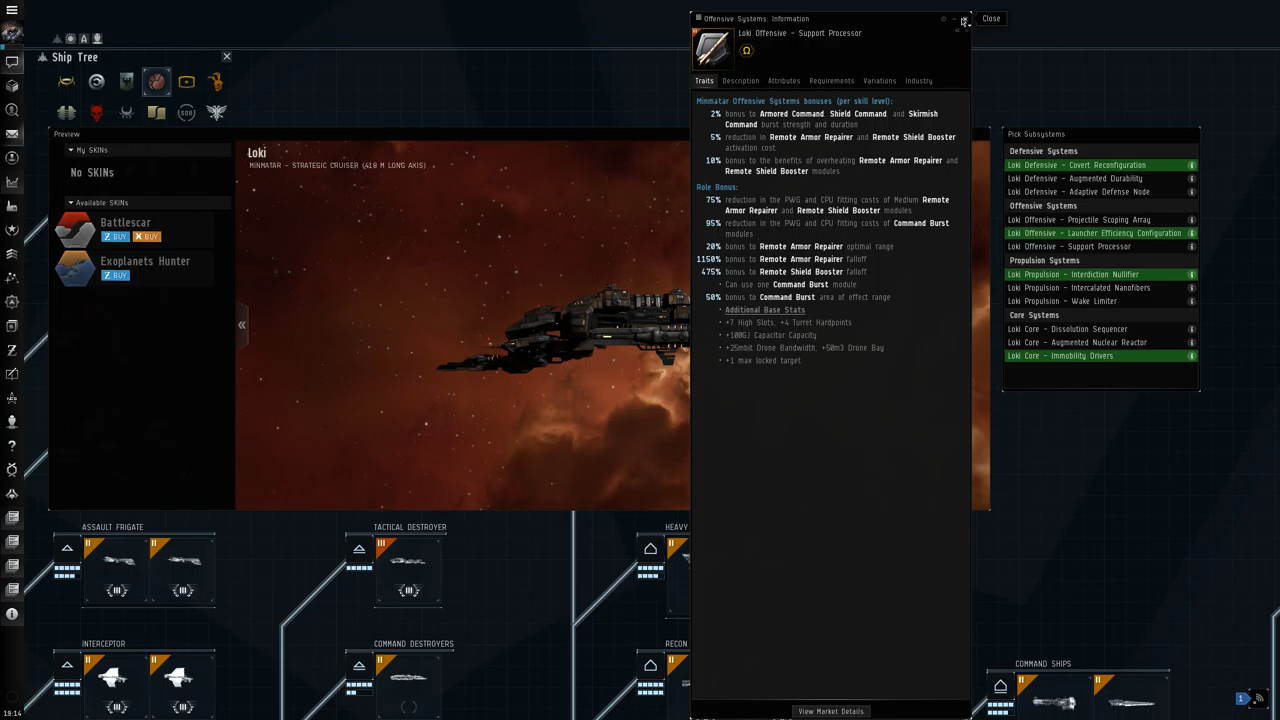 Ship Tree
Preview
My SKINs
No SKINs
Available SKINs
Battlescar
BUY
BUY
Exoplanets Hunter
BUY
Loki
MINMATAR – STRATEGIC CRUISER (418 M LONG AXIS)
Offensive Systems: Information
Close
Loki Offensive – Support Processor
Traits
Description
Attributes
Requirements
Variations
Industry
Minmatar Offensive Systems bonuses (per skill level):
2% bonus to Armored Command, Shield Command and Skirmish
Command burst strength and duration
5% reduction in Remote Armor Repairer and Remote Shield Booster
activation cost
10% bonus to the benefits of overheating Remote Armor Repairer and
Remote Shield Booster modules
Role Bonus:
75% reduction in the PWG and CPU fitting costs of Medium Remote
Armor Repairer and Remote Shield Booster modules
95% reduction in the PWG and CPU fitting costs of Command Burst
modules
20% bonus to Remote Armor Repairer optimal range
1150% bonus to Remote Armor Repairer falloff
475% bonus to Remote Shield Booster falloff
· Can use one Command Burst module
50% bonus to Command Burst area of effect range
Additional Base Stats
· +7 High Slots, +4 Turret Hardpoints
· +100GJ Capacitor Capacity
· +25mbit Drone Bandwidth, +50m3 Drone Bay
· +1 max locked target
View Market Details
Pick Subsystems
Defensive Systems
Loki Defensive – Covert Reconfiguration
Loki Defensive – Augmented Durability
Loki Defensive – Adaptive Defense Node
Offensive Systems
Loki Offensive – Projectile Scoping Array
Loki Offensive – Launcher Efficiency Configuration
Loki Offensive – Support Processor
Propulsion Systems
Loki Propulsion – Interdiction Nullifier
Loki Propulsion – Intercalated Nanofibers
Loki Propulsion – Wake Limiter
Core Systems
Loki Core – Dissolution Sequencer
Loki Core – Augmented Nuclear Reactor
Loki Core – Immobility Drivers
ASSAULT FRIGATE
TACTICAL DESTROYER
HEAVY
INTERCEPTOR
COMMAND DESTROYERS
RECON
COMMAND SHIPS
19:14
1